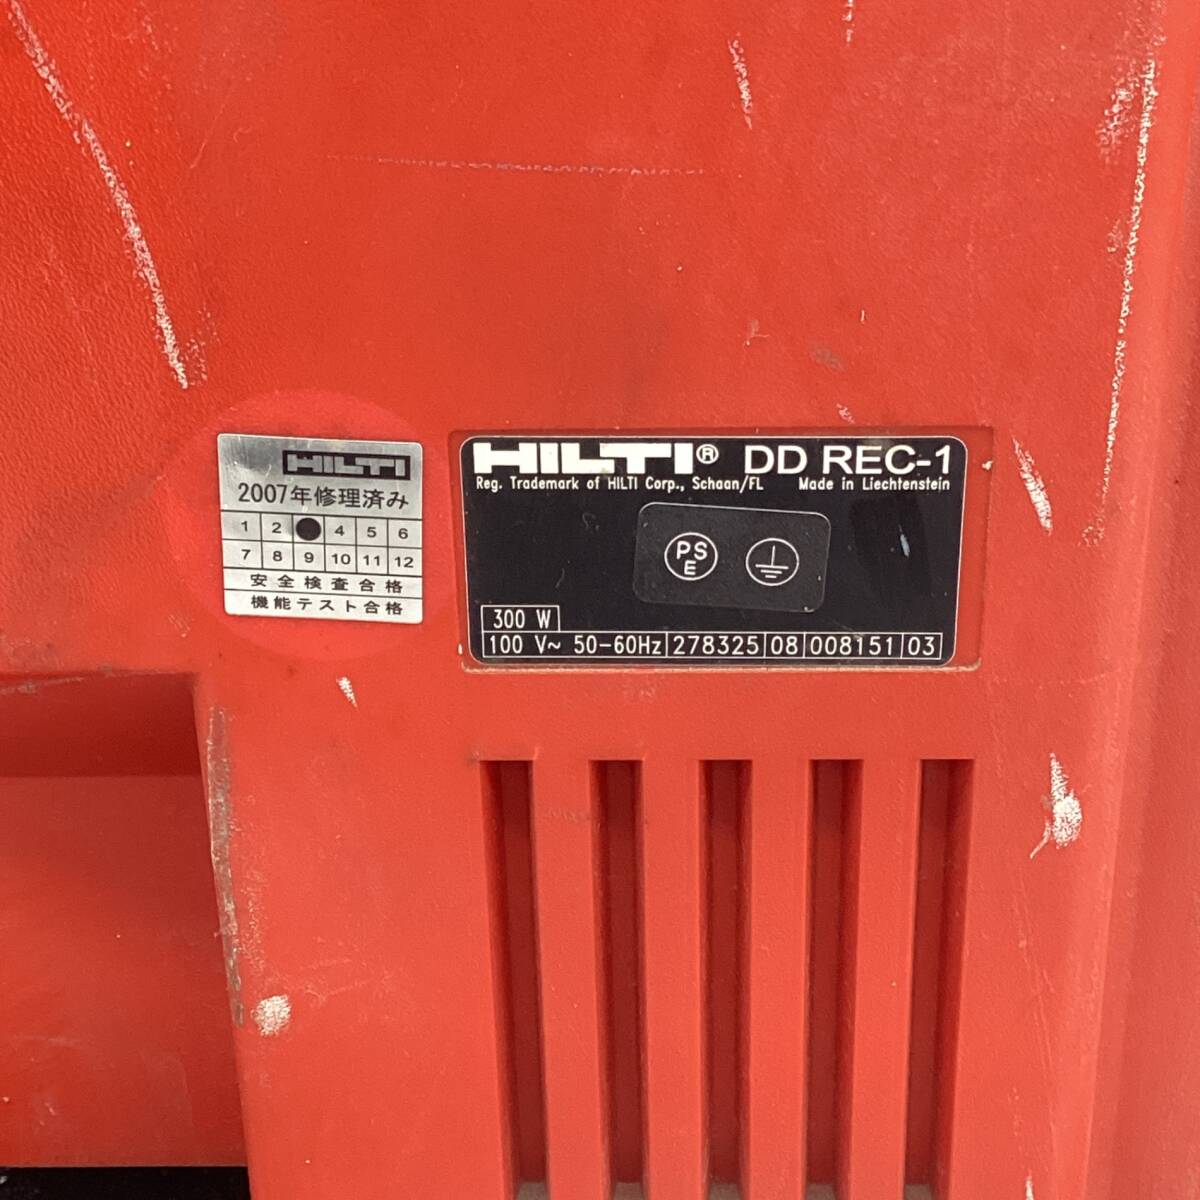 HILTI
2007年修理済み
1 2 4 5 6
7 8 9 10 11 12
安全検査合格
機能テスト合格
HILTI® DD REC-1
Reg. Trademark of HILTI Corp., Schaan/FL Made in Liechtenstein
PS
E
300 W
100 V~ 50-60Hz 278325 08 008151 03